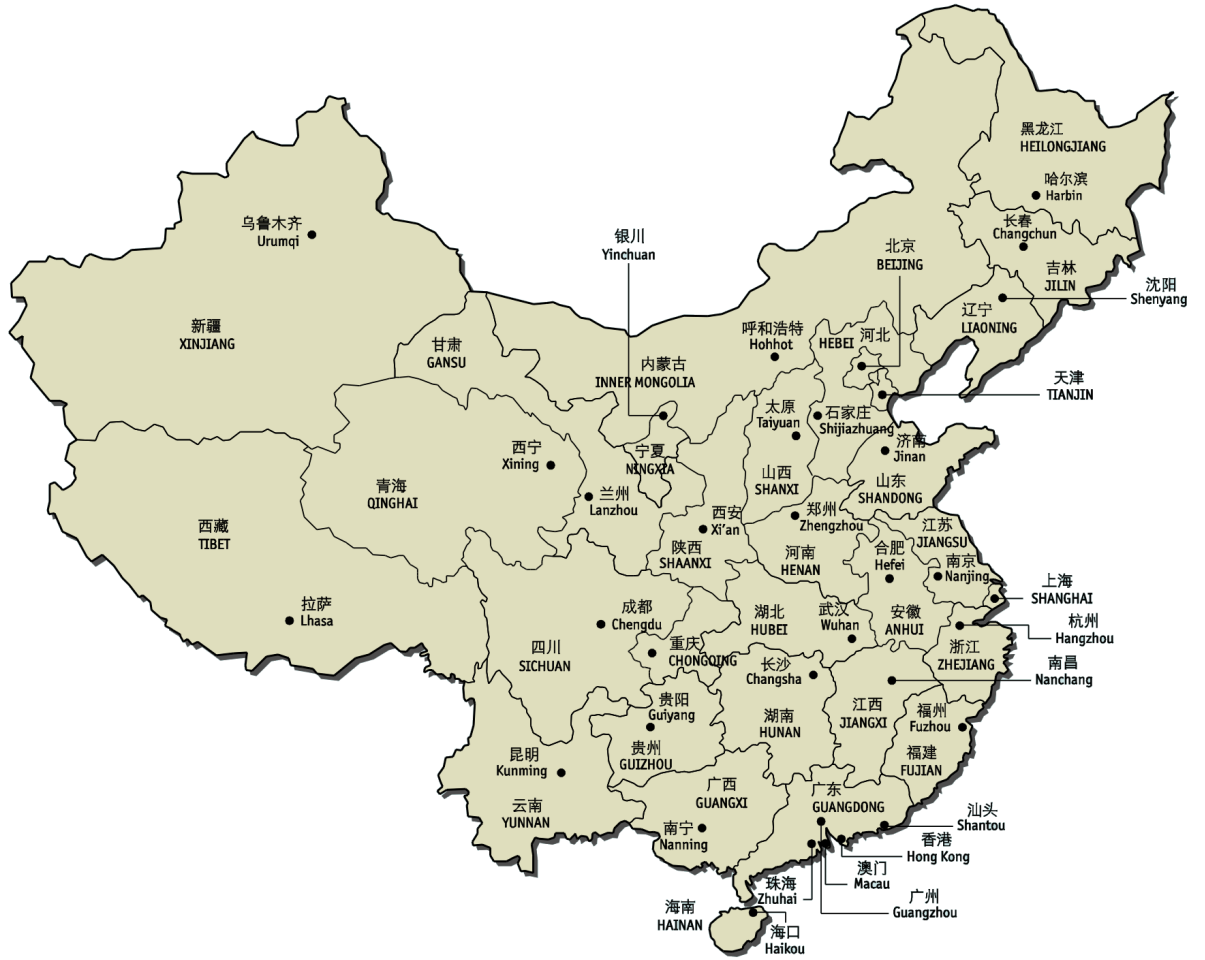 黑龙江
HEILONGJIANG
哈尔滨
Harbin
长春
Changchun
吉林
JILIN
沈阳
Shenyang
辽宁
LIAONING
乌鲁木齐
Urumqi
银川
Yinchuan
北京
BEIJING
新疆
XINJIANG
甘肃
GANSU
呼和浩特
Hohhot
HEBEI 河北
内蒙古
INNER MONGOLIA
天津
TIANJIN
太原
Taiyuan
石家庄
Shijiazhuang
西宁
Xining
宁夏
NINGXIA
济南
Jinan
青海
QINGHAI
兰州
Lanzhou
山西
SHANXI
山东
SHANDONG
西藏
TIBET
西安
Xi'an
郑州
Zhengzhou
江苏
JIANGSU
陕西
SHAANXI
河南
HENAN
合肥
Hefei
南京
Nanjing
上海
SHANGHAI
拉萨
Lhasa
成都
Chengdu
湖北
HUBEI
武汉
Wuhan
安徽
ANHUI
杭州
Hangzhou
四川
SICHUAN
重庆
CHONGQING
浙江
ZHEJIANG
长沙
Changsha
南昌
Nanchang
贵阳
Guiyang
湖南
HUNAN
江西
JIANGXI
福州
Fuzhou
昆明
Kunming
贵州
GUIZHOU
福建
FUJIAN
云南
YUNNAN
广西
GUANGXI
广东
GUANGDONG
南宁
Nanning
汕头
Shantou
香港
Hong Kong
澳门
Macau
珠海
Zhuhai
广州
Guangzhou
海南
HAINAN
海口
Haikou